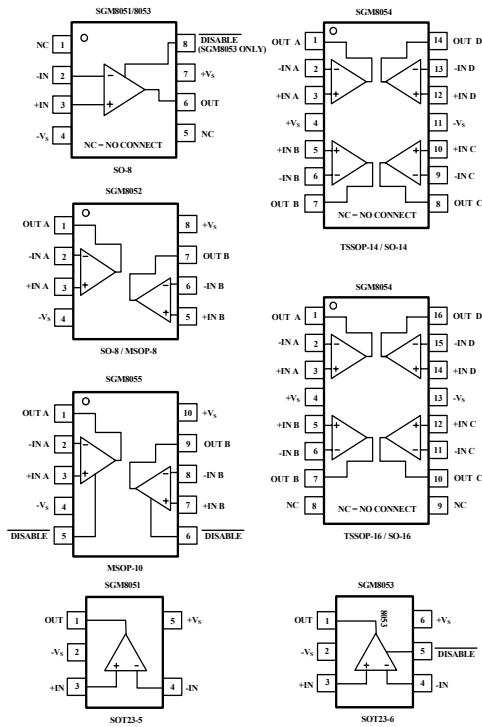 SGM8051/8053
NC 1
-IN 2
+IN 3
-VS 4
8 DISABLE
(SGM8053 ONLY)
7 +VS
6 OUT
5 NC
- +
NC = NO CONNECT
SO-8
SGM8052
OUT A 1
-IN A 2
+IN A 3
-VS 4
8 +VS
7 OUT B
6 -IN B
5 +IN B
- +
- +
SO-8 / MSOP-8
SGM8055
OUT A 1
-IN A 2
+IN A 3
-VS 4
DISABLE 5
10 +VS
9 OUT B
8 -IN B
7 +IN B
6 DISABLE
- +
- +
MSOP-10
SGM8051
OUT 1
-VS 2
+IN 3
5 +VS
4 -IN
+ -
SOT23-5
SGM8054
OUT A 1
-IN A 2
+IN A 3
+VS 4
+IN B 5
-IN B 6
OUT B 7
14 OUT D
13 -IN D
12 +IN D
11 -VS
10 +IN C
9 -IN C
8 OUT C
- +
- +
+ -
+ -
NC = NO CONNECT
TSSOP-14 / SO-14
SGM8054
OUT A 1
-IN A 2
+IN A 3
+VS 4
+IN B 5
-IN B 6
OUT B 7
NC 8
16 OUT D
15 -IN D
14 +IN D
13 -VS
12 +IN C
11 -IN C
10 OUT C
9 NC
- +
- +
+ -
+ -
NC = NO CONNECT
TSSOP-16 / SO-16
SGM8053
OUT 1
-VS 2
+IN 3
6 +VS
5 DISABLE
4 -IN
8053
+ -
SOT23-6